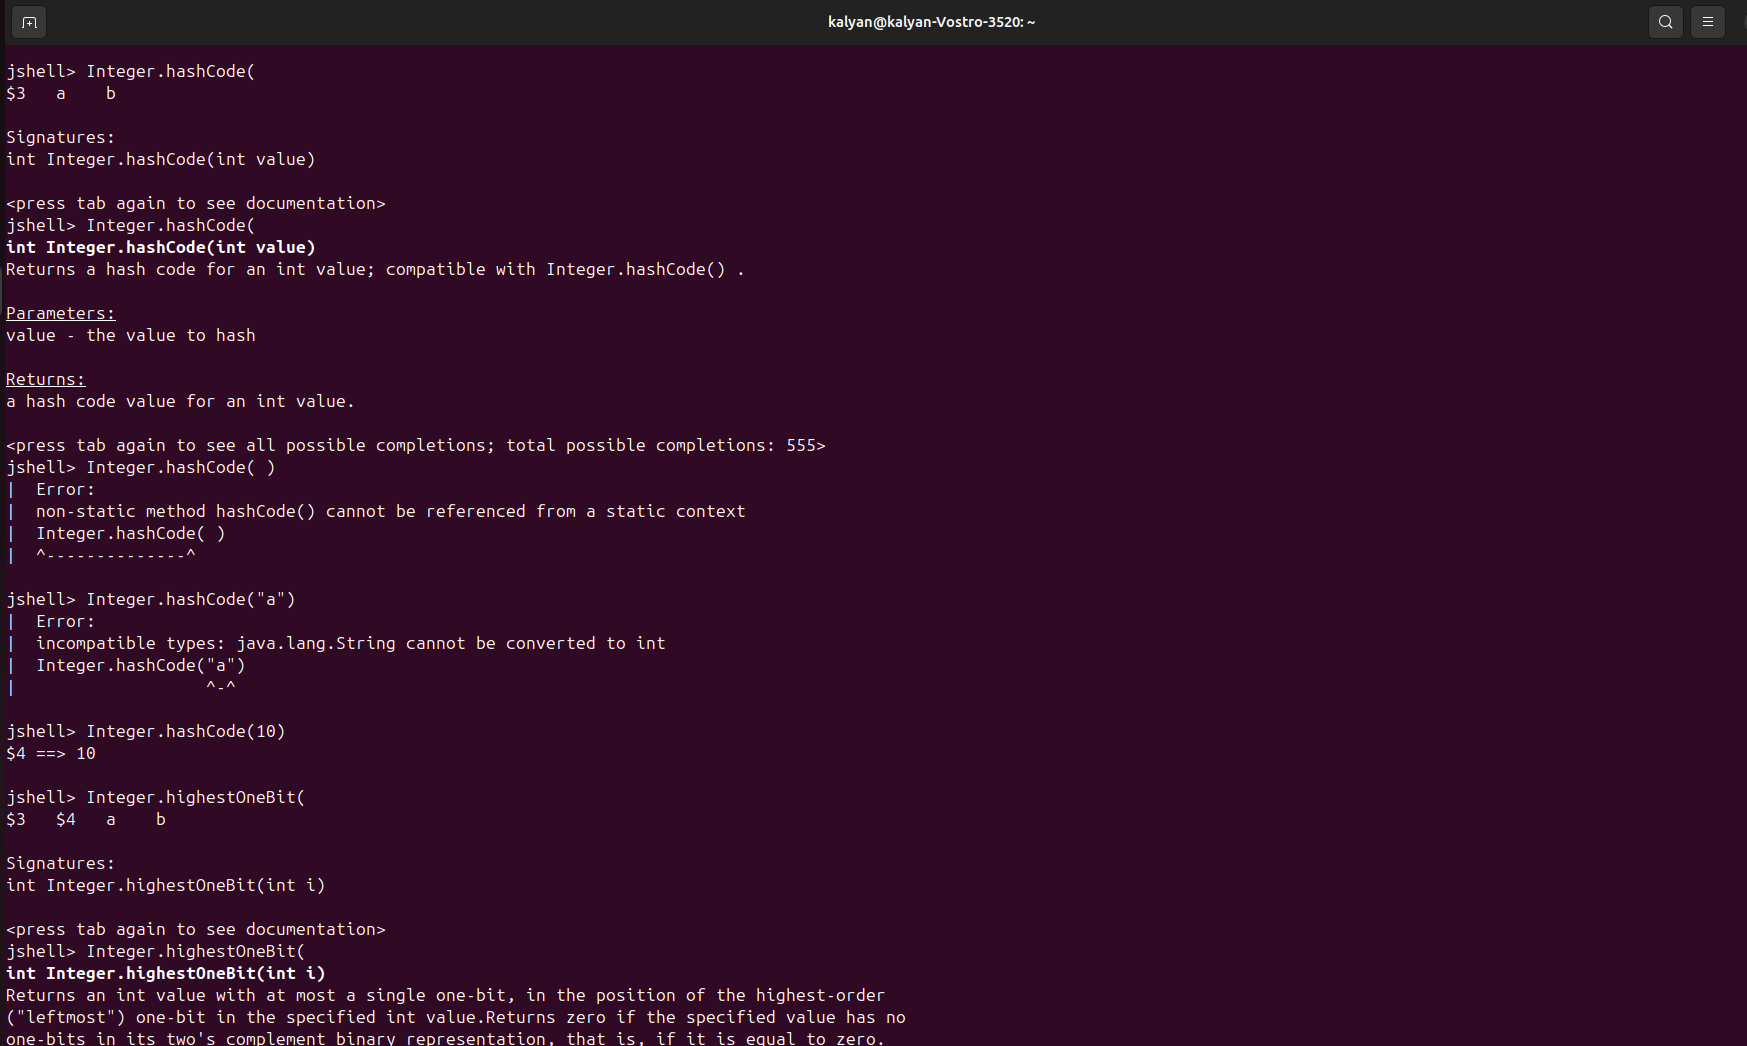 kalyan@kalyan-Vostro-3520: ~
jshell> Integer.hashCode(
$3   a    b
Signatures:
int Integer.hashCode(int value)
<press tab again to see documentation>
jshell> Integer.hashCode(
int Integer.hashCode(int value)
Returns a hash code for an int value; compatible with Integer.hashCode() .
Parameters:
value - the value to hash
Returns:
a hash code value for an int value.
<press tab again to see all possible completions; total possible completions: 555>
jshell> Integer.hashCode( )
|  Error:
|  non-static method hashCode() cannot be referenced from a static context
|  Integer.hashCode( )
|  ^--------------^
jshell> Integer.hashCode("a")
|  Error:
|  incompatible types: java.lang.String cannot be converted to int
|  Integer.hashCode("a")
|                   ^-^
jshell> Integer.hashCode(10)
$4 ==> 10
jshell> Integer.highestOneBit(
$3   $4   a    b
Signatures:
int Integer.highestOneBit(int i)
<press tab again to see documentation>
jshell> Integer.highestOneBit(
int Integer.highestOneBit(int i)
Returns an int value with at most a single one-bit, in the position of the highest-order
("leftmost") one-bit in the specified int value.Returns zero if the specified value has no
one-bits in its two's complement binary representation, that is, if it is equal to zero.